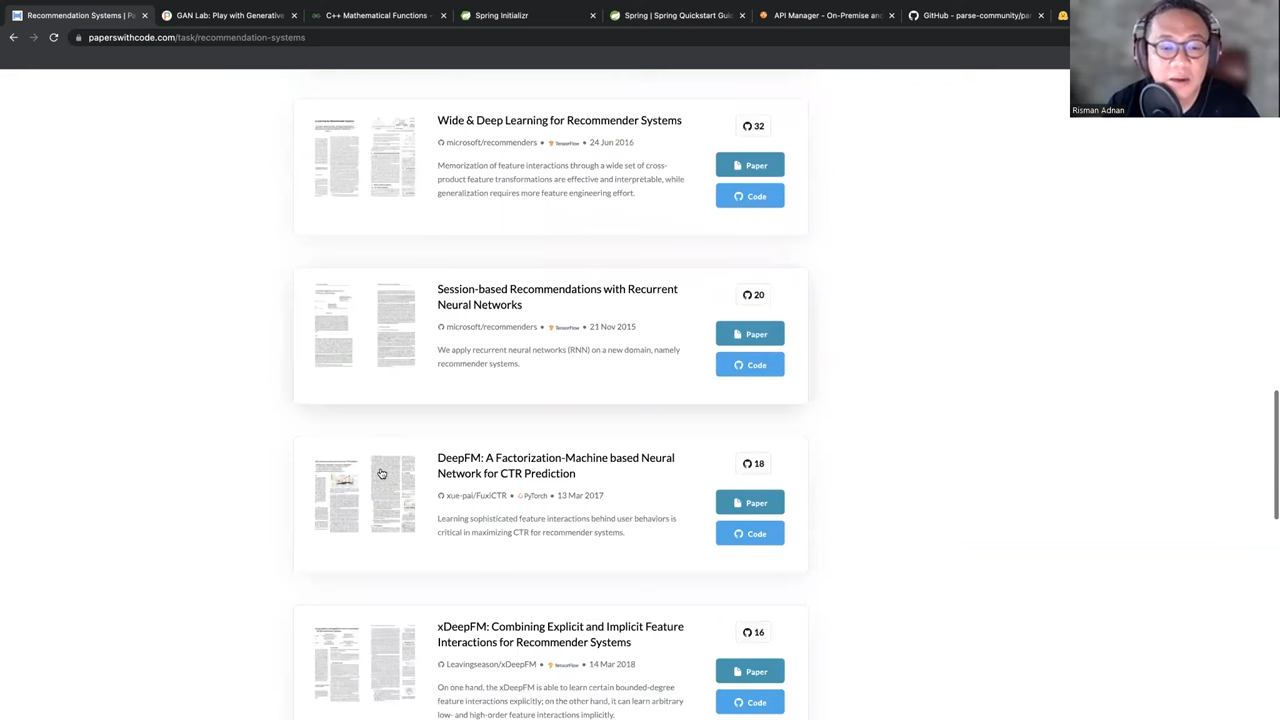 Recommendation Systems | Pa
GAN Lab: Play with Generative
C++ Mathematical Functions -
Spring Initializr
Spring | Spring Quickstart Guid
API Manager - On-Premise and
GitHub - parse-community/par
paperswithcode.com/task/recommendation-systems
Risman Adnan
Wide & Deep Learning for Recommender Systems
32
microsoft/recommenders • TensorFlow • 24 Jun 2016
Memorization of feature interactions through a wide set of cross-
product feature transformations are effective and interpretable, while
generalization requires more feature engineering effort.
Paper
Code
Session-based Recommendations with Recurrent
Neural Networks
20
microsoft/recommenders • TensorFlow • 21 Nov 2015
We apply recurrent neural networks (RNN) on a new domain, namely
recommender systems.
Paper
Code
DeepFM: A Factorization-Machine based Neural
Network for CTR Prediction
18
xue-pai/FuxiCTR • PyTorch • 13 Mar 2017
Learning sophisticated feature interactions behind user behaviors is
critical in maximizing CTR for recommender systems.
Paper
Code
xDeepFM: Combining Explicit and Implicit Feature
Interactions for Recommender Systems
16
Leavingseason/xDeepFM • TensorFlow • 14 Mar 2018
On one hand, the xDeepFM is able to learn certain bounded-degree
feature interactions explicitly; on the other hand, it can learn arbitrary
low- and high-order feature interactions implicitly.
Paper
Code